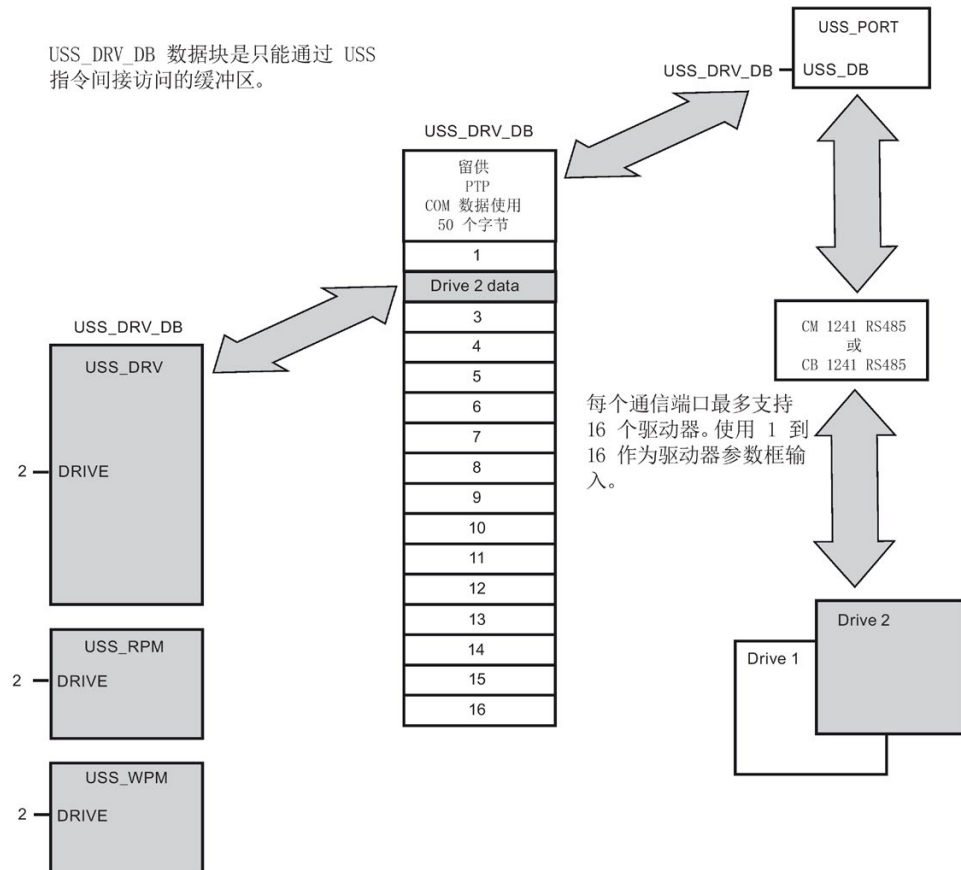 USS_DRV_DB 数据块是只能通过 USS
指令间接访问的缓冲区。
USS_PORT
USS_DRV_DB
USS_DB
USS_DRV_DB
留供
PTP
COM 数据使用
50 个字节
1
Drive 2 data
3
4
5
6
7
8
9
10
11
12
13
14
15
16
USS_DRV_DB
USS_DRV
2
DRIVE
USS_RPM
2
DRIVE
USS_WPM
2
DRIVE
CM 1241 RS485
或
CB 1241 RS485
每个通信端口最多支持
16 个驱动器。使用 1 到
16 作为驱动器参数框输
入。
Drive 2
Drive 1